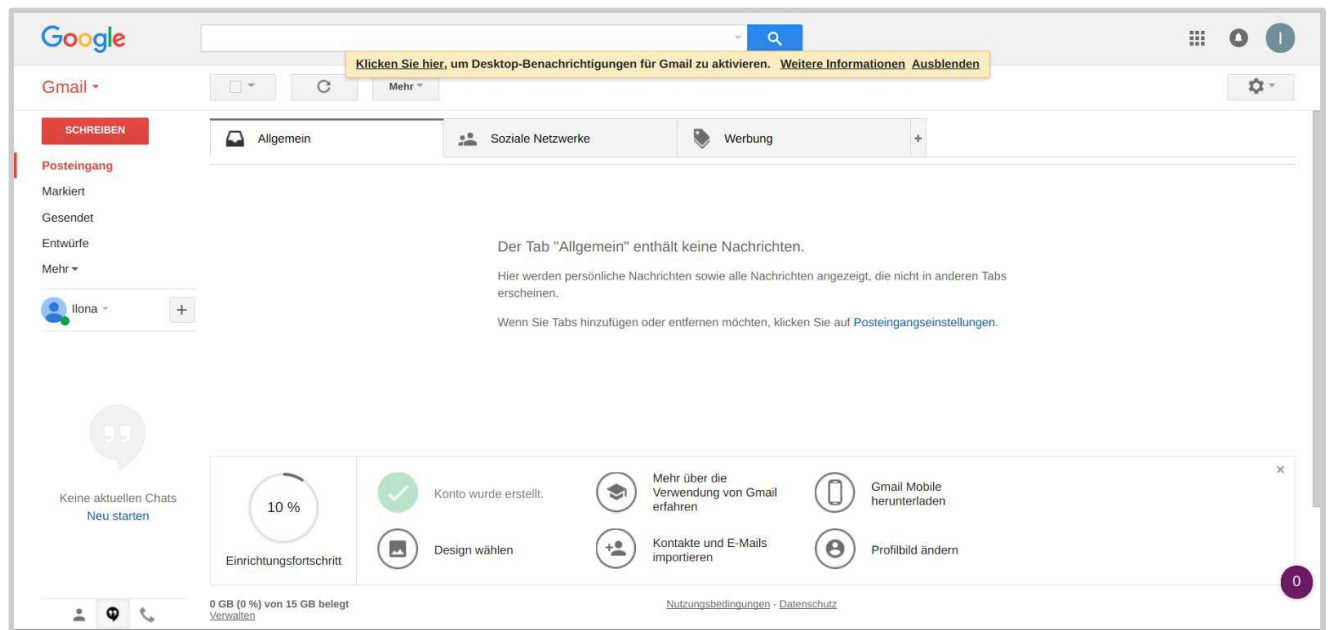 Google
Klicken Sie hier, um Desktop-Benachrichtigungen für Gmail zu aktivieren. Weitere Informationen Ausblenden
I
Gmail
Mehr
SCHREIBEN
Posteingang
Markiert
Gesendet
Entwürfe
Mehr
Ilona
+
Keine aktuellen Chats
Neu starten
Allgemein
Soziale Netzwerke
Werbung
+
Der Tab "Allgemein" enthält keine Nachrichten.
Hier werden persönliche Nachrichten sowie alle Nachrichten angezeigt, die nicht in anderen Tabs
erscheinen.
Wenn Sie Tabs hinzufügen oder entfernen möchten, klicken Sie auf Posteingangseinstellungen.
10 %
Einrichtungsfortschritt
Konto wurde erstellt.
Mehr über die
Verwendung von Gmail
erfahren
Gmail Mobile
herunterladen
Design wählen
Kontakte und E-Mails
importieren
Profilbild ändern
×
0
0 GB (0 %) von 15 GB belegt
Verwalten
Nutzungsbedingungen - Datenschutz